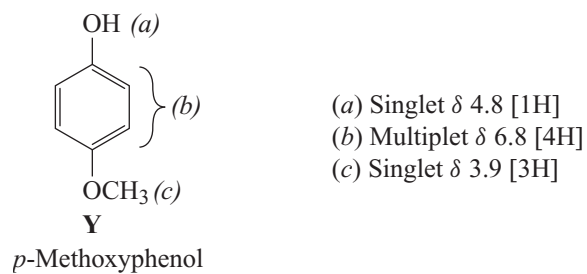 OH (a)
(b)
OCH₃ (c)
Y
p-Methoxyphenol
(a) Singlet δ 4.8 [1H]
(b) Multiplet δ 6.8 [4H]
(c) Singlet δ 3.9 [3H]